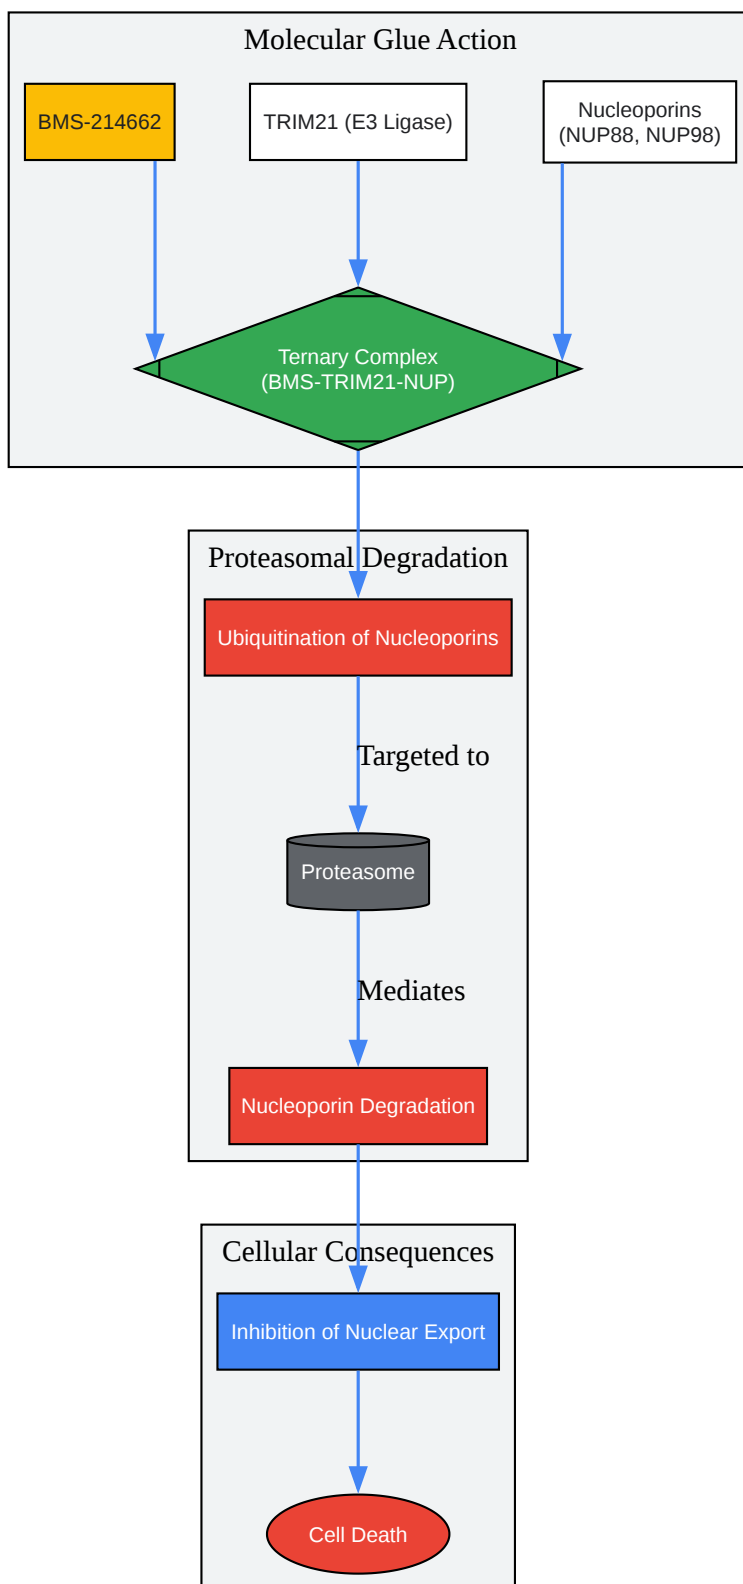 Molecular Glue Action
BMS-214662
TRIM21 (E3 Ligase)
Nucleoporins
(NUP88, NUP98)
Ternary Complex
(BMS-TRIM21-NUP)
Proteasomal Degradation
Ubiquitination of Nucleoporins
Targeted to
Proteasome
Mediates
Nucleoporin Degradation
Cellular Consequences
Inhibition of Nuclear Export
Cell Death